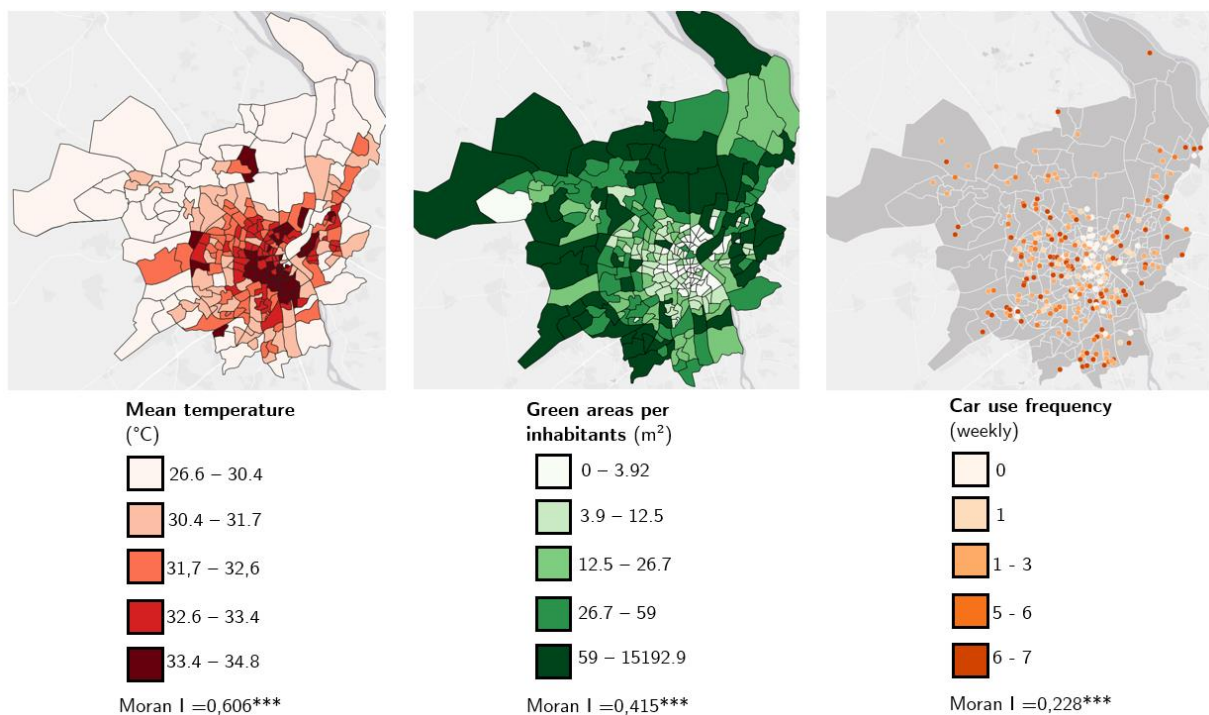 Mean temperature
(°C)
26.6 – 30.4
30.4 – 31.7
31,7 – 32,6
32.6 – 33.4
33.4 – 34.8
Moran I =0,606***
Green areas per
inhabitants (m²)
0 – 3.92
3.9 – 12.5
12.5 – 26.7
26.7 – 59
59 – 15192.9
Moran I =0,415***
Car use frequency
(weekly)
0
1
1 - 3
5 - 6
6 - 7
Moran I =0,228***